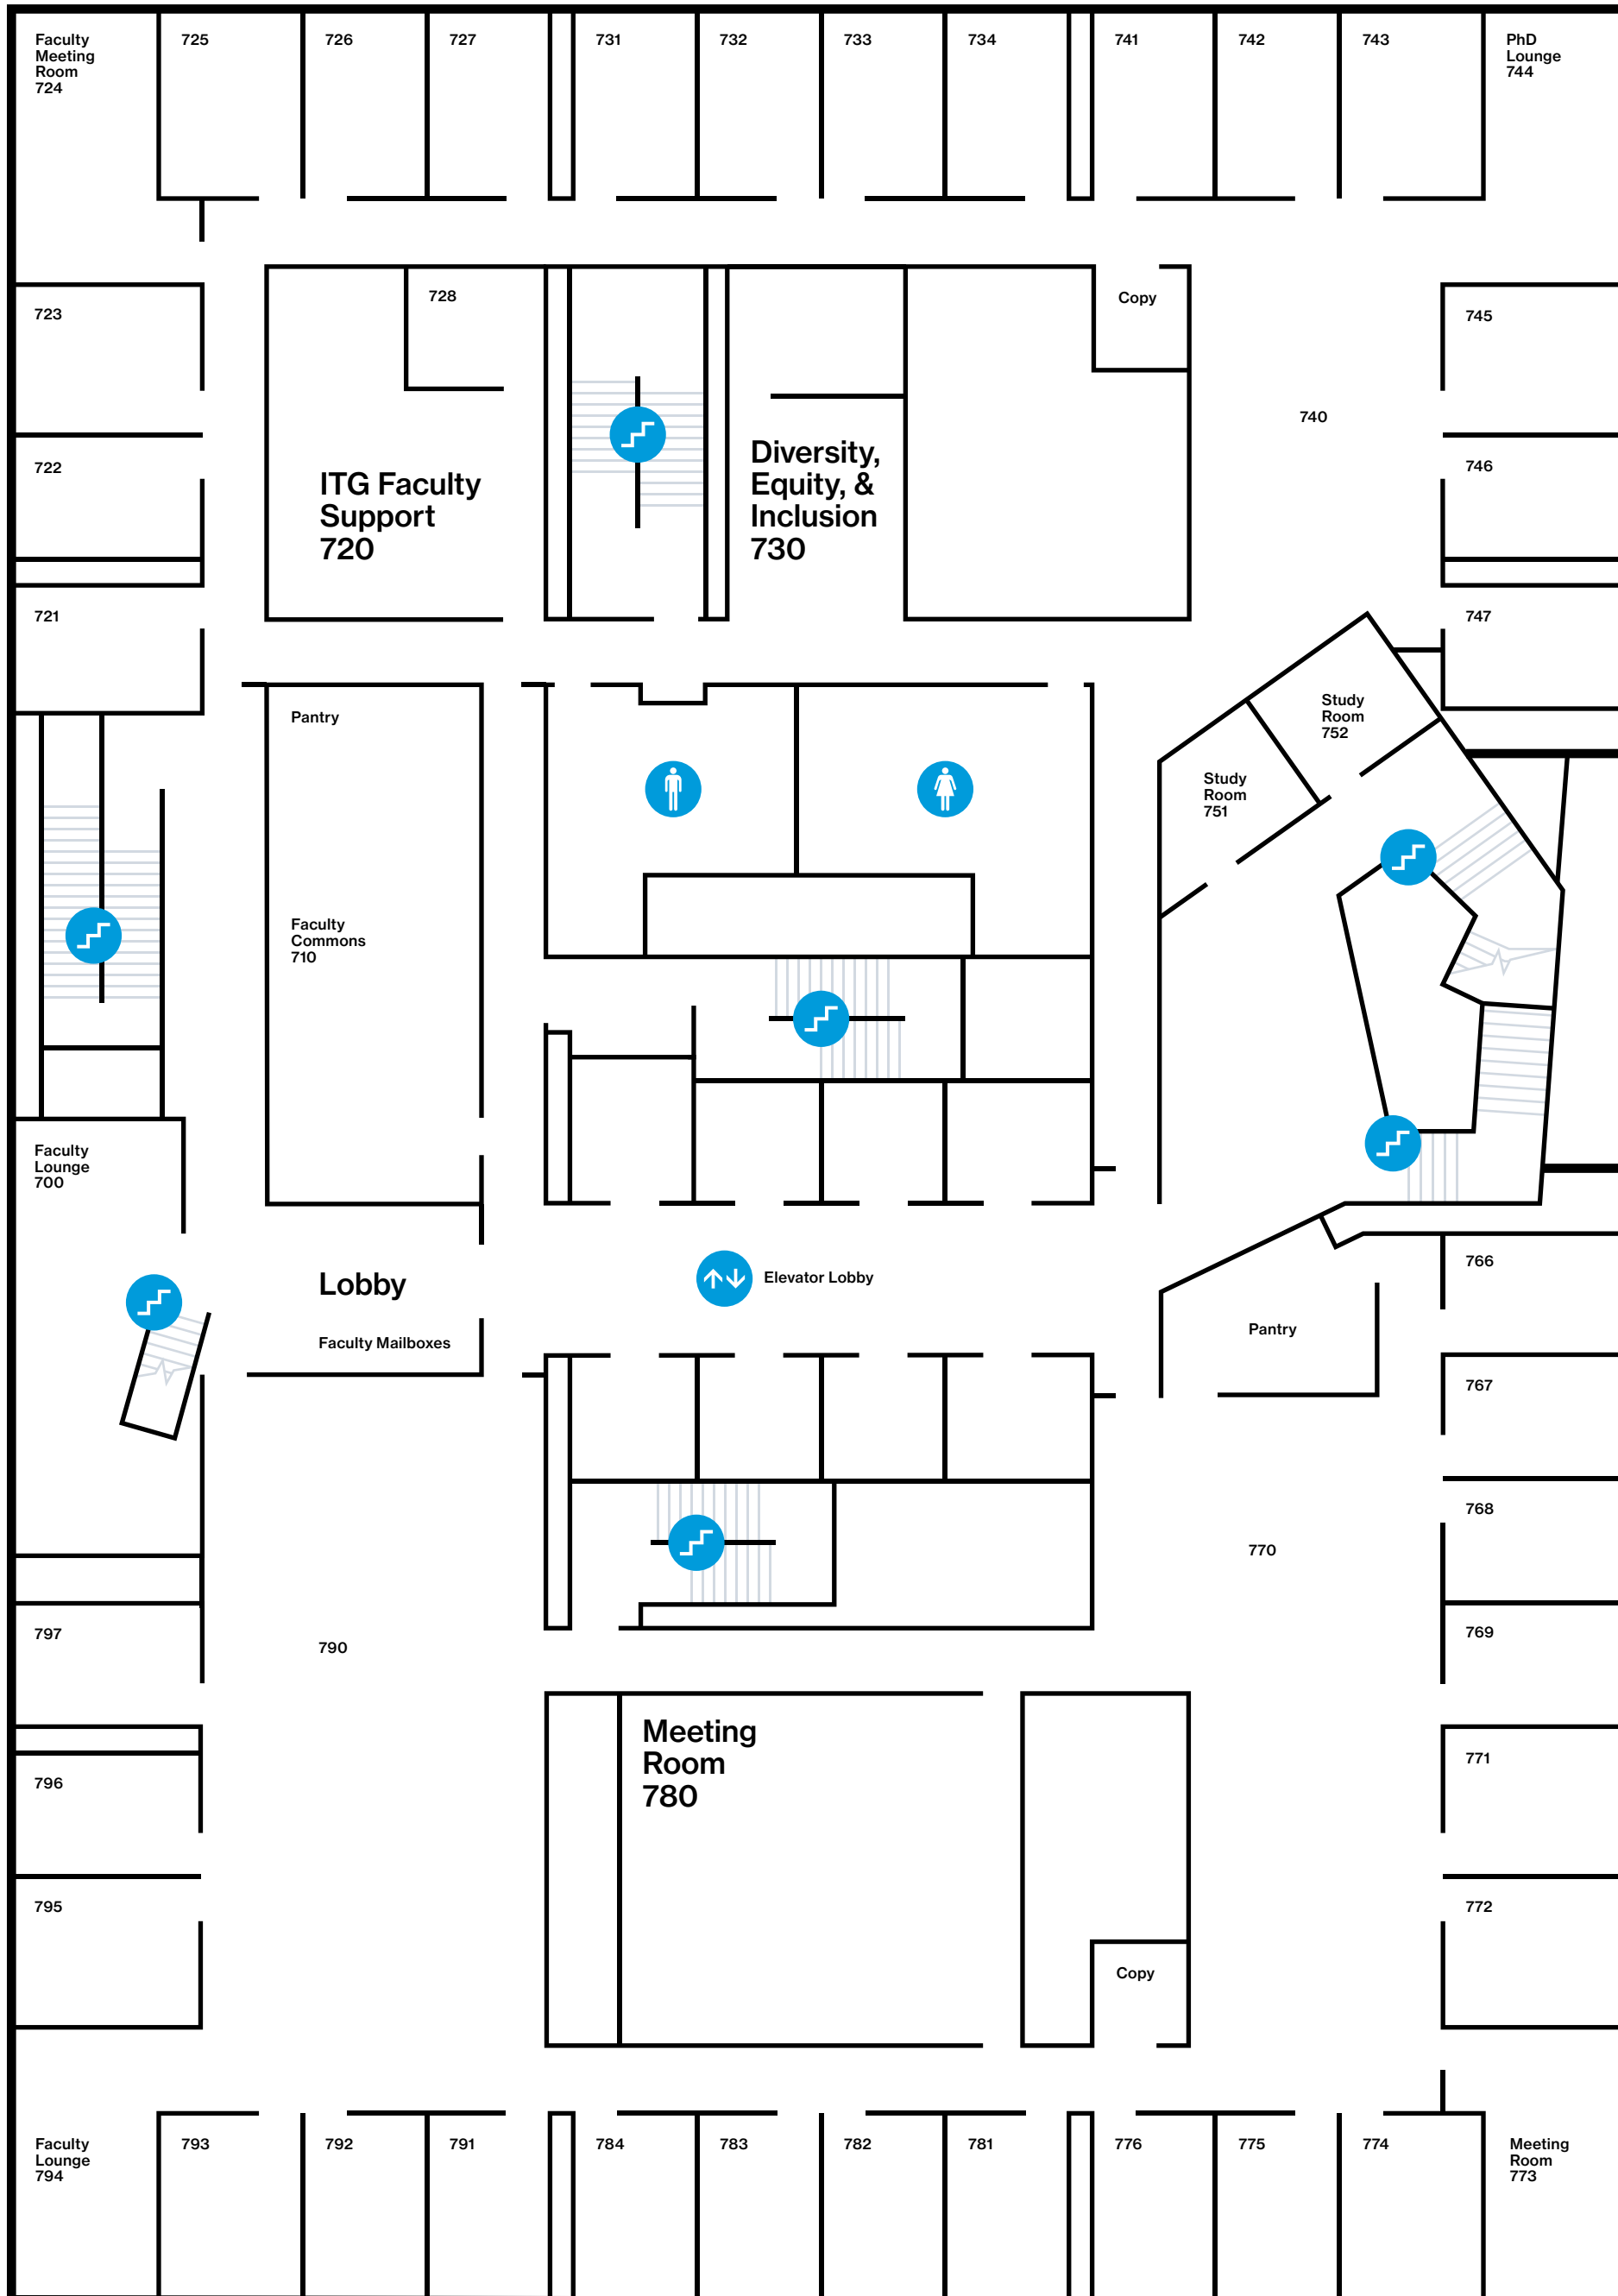 Faculty
Meeting
Room
724
725
726
727
731
732
733
734
741
742
743
PhD
Lounge
744
723
728
Copy
745
740
722
746
ITG Faculty
Support
720
Diversity,
Equity, &
Inclusion
730
721
747
Pantry
Study
Room
752
Study
Room
751
Faculty
Commons
710
Faculty
Lounge
700
Lobby
Elevator Lobby
766
Faculty Mailboxes
Pantry
767
768
770
797
790
769
Meeting
Room
780
771
796
795
772
Copy
Faculty
Lounge
794
793
792
791
784
783
782
781
776
775
774
Meeting
Room
773